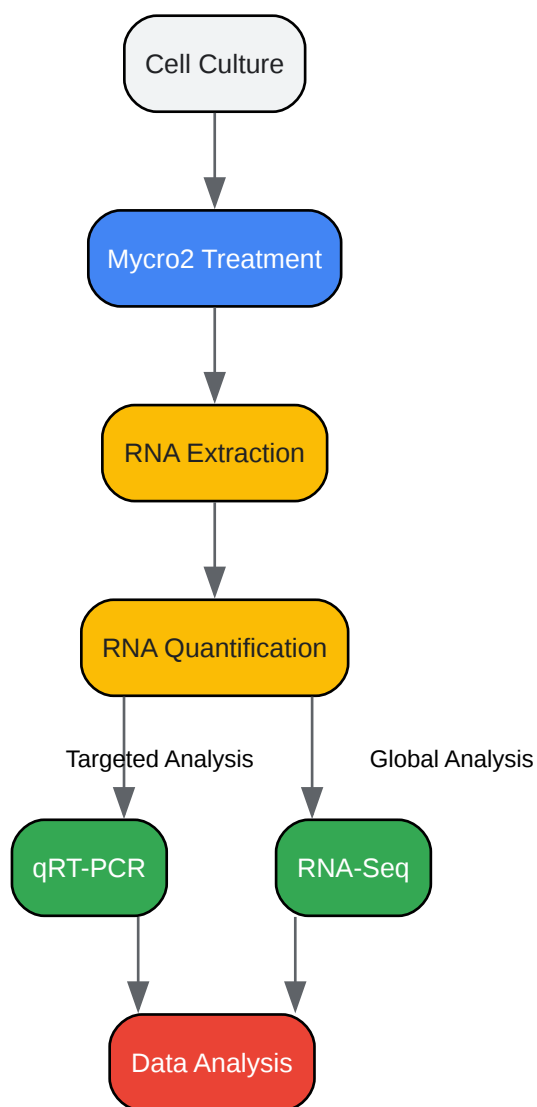 Cell Culture
Mycro2 Treatment
RNA Extraction
RNA Quantification
Targeted Analysis
Global Analysis
qRT-PCR
RNA-Seq
Data Analysis